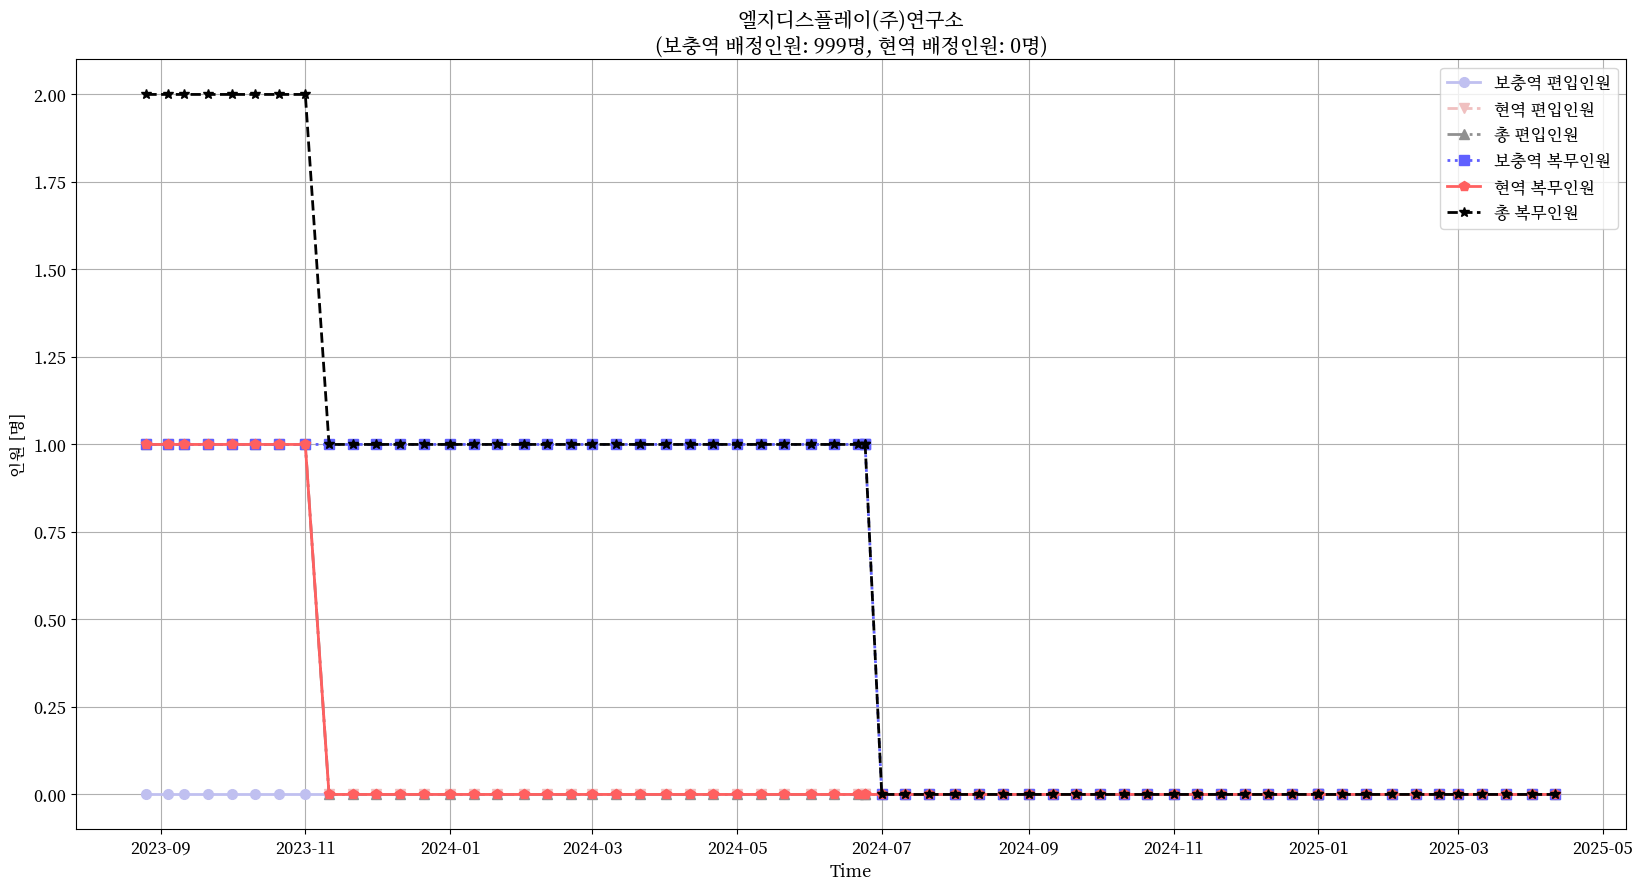 엘지디스플레이(주)연구소
(보충역 배정인원: 999명, 현역 배정인원: 0명)
보충역 편입인원
현역 편입인원
총 편입인원
보충역 복무인원
현역 복무인원
총 복무인원
인원 [명]
2.00
1.75
1.50
1.25
1.00
0.75
0.50
0.25
0.00
2023-09
2023-11
2024-01
2024-03
2024-05
2024-07
2024-09
2024-11
2025-01
2025-03
2025-05
Time